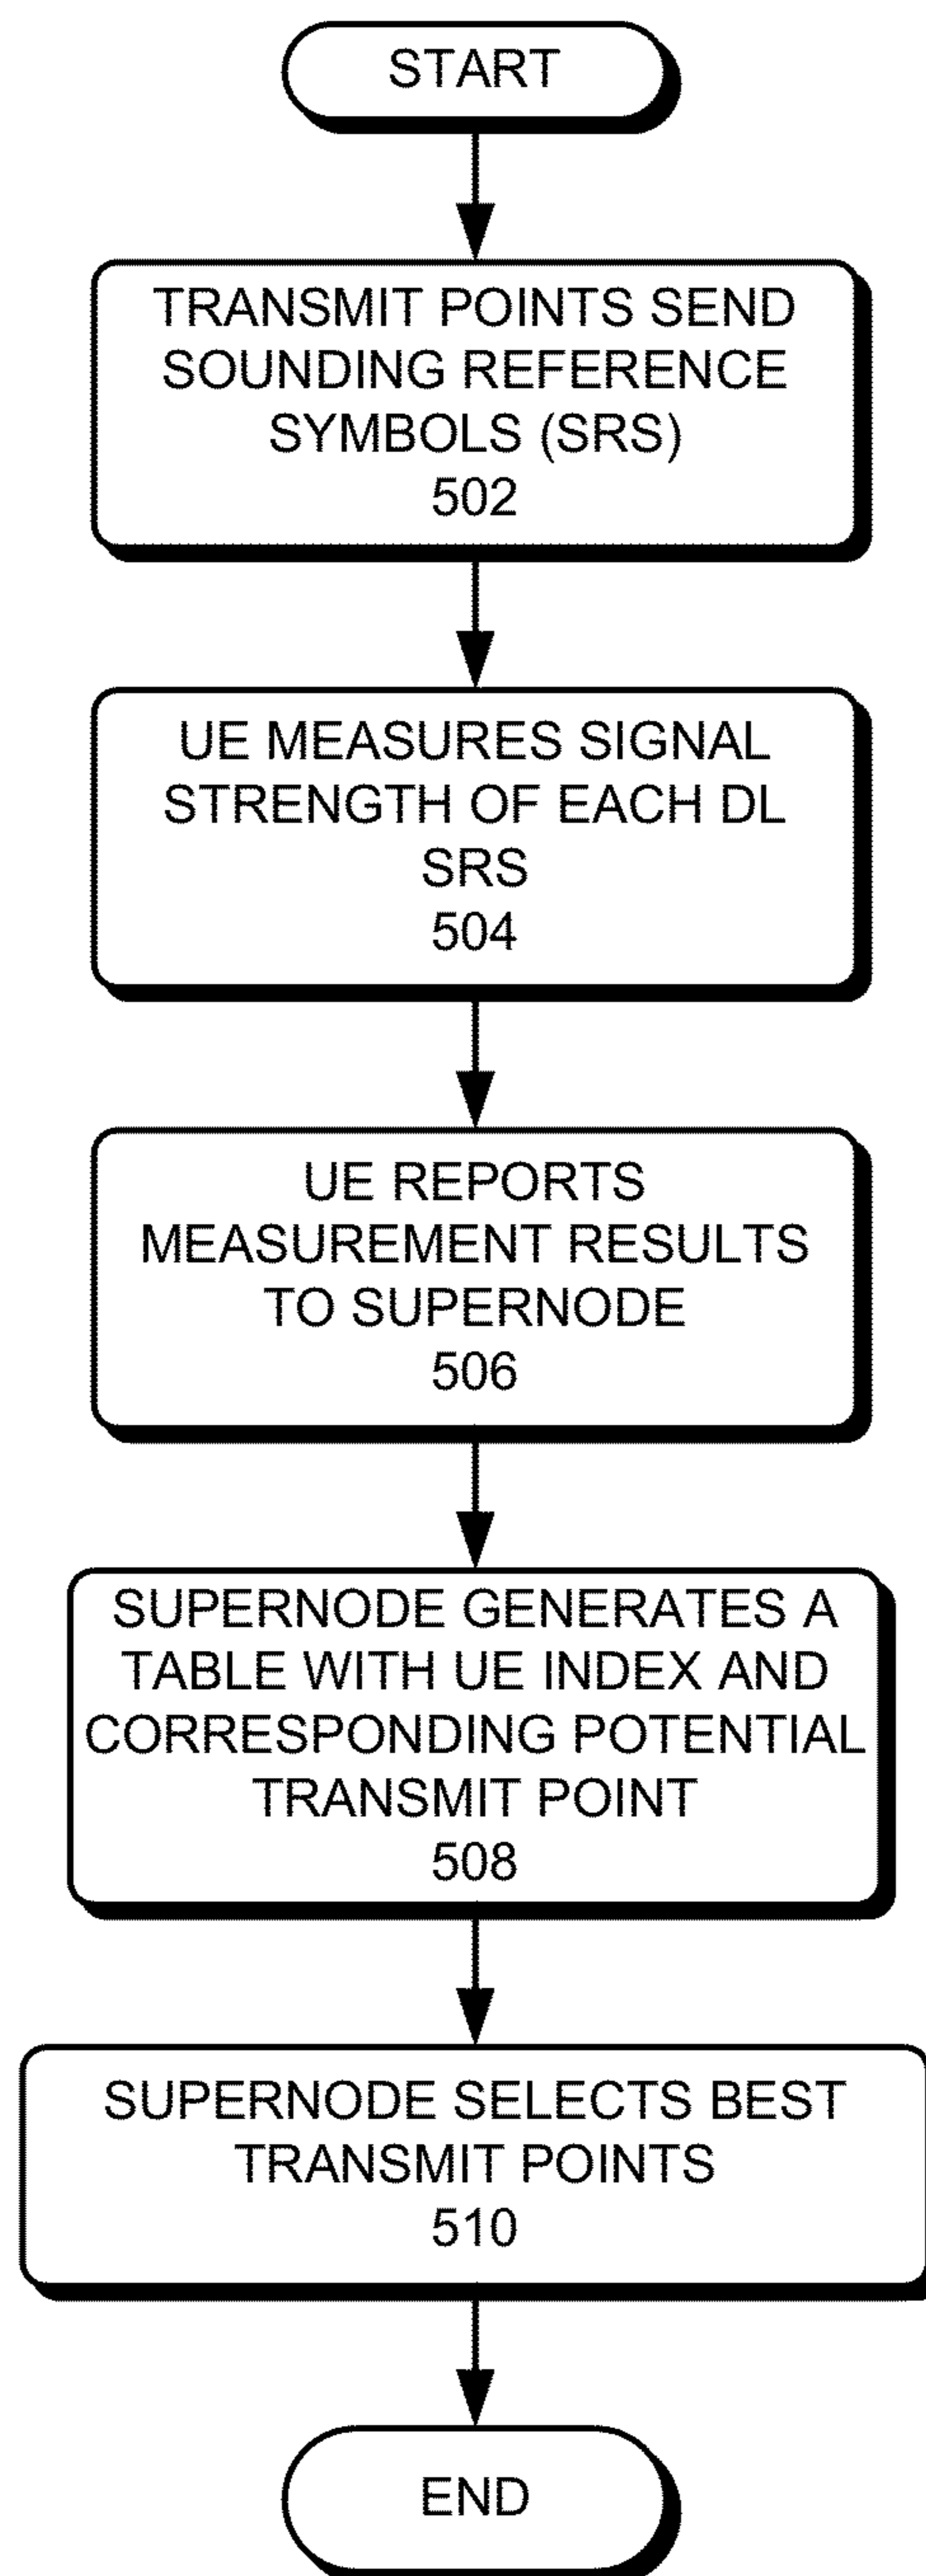 START
TRANSMIT POINTS SEND
SOUNDING REFERENCE
SYMBOLS (SRS)
502
UE MEASURES SIGNAL
STRENGTH OF EACH DL
SRS
504
UE REPORTS
MEASUREMENT RESULTS
TO SUPERNODE
506
SUPERNODE GENERATES A
TABLE WITH UE INDEX AND
CORRESPONDING POTENTIAL
TRANSMIT POINT
508
SUPERNODE SELECTS BEST
TRANSMIT POINTS
510
END